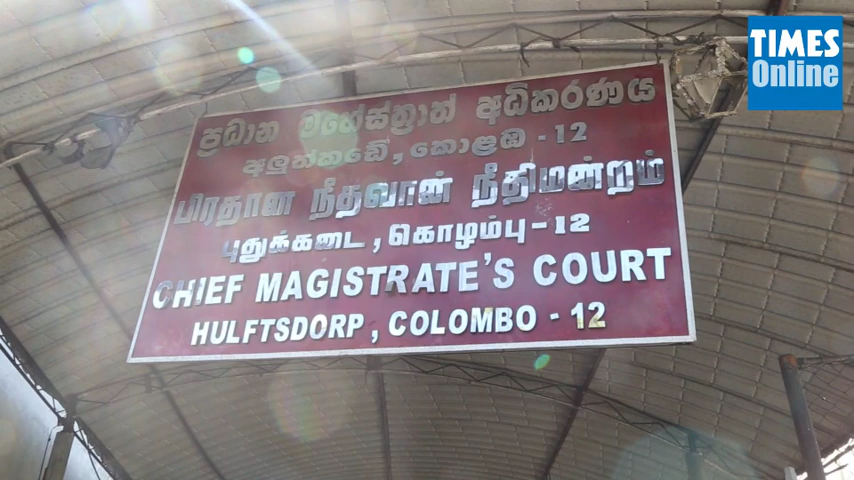 ප්‍රධාන මහේස්ත්‍රාත් අධිකරණය
අලුත්කඩේ, කොළඹ - 12
பிரதான நீதவான் நீதிமன்றம்
புதுக்கடை, கொழும்பு - 12
CHIEF MAGISTRATE'S COURT
HULFTSDORP, COLOMBO - 12
TIMES
Online